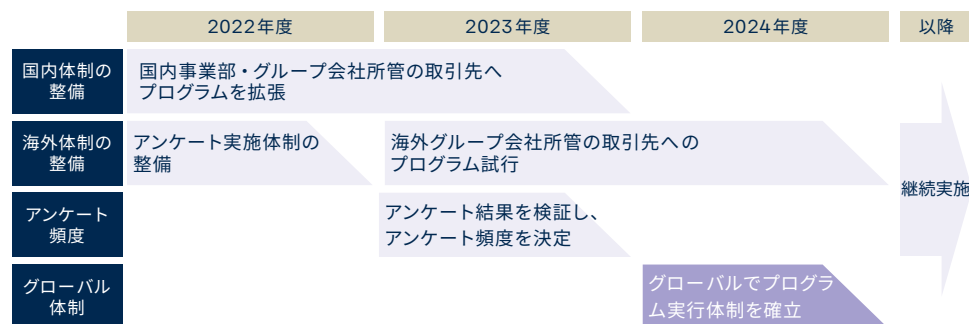 2022年度
2023年度
2024年度
以降
国内体制の
整備
国内事業部・グループ会社所管の取引先へ
プログラムを拡張
海外体制の
整備
アンケート実施体制の
整備
海外グループ会社所管の取引先への
プログラム試行
アンケート
頻度
アンケート結果を検証し、
アンケート頻度を決定
グローバル
体制
グローバルでプログラ
ム実行体制を確立
継続実施